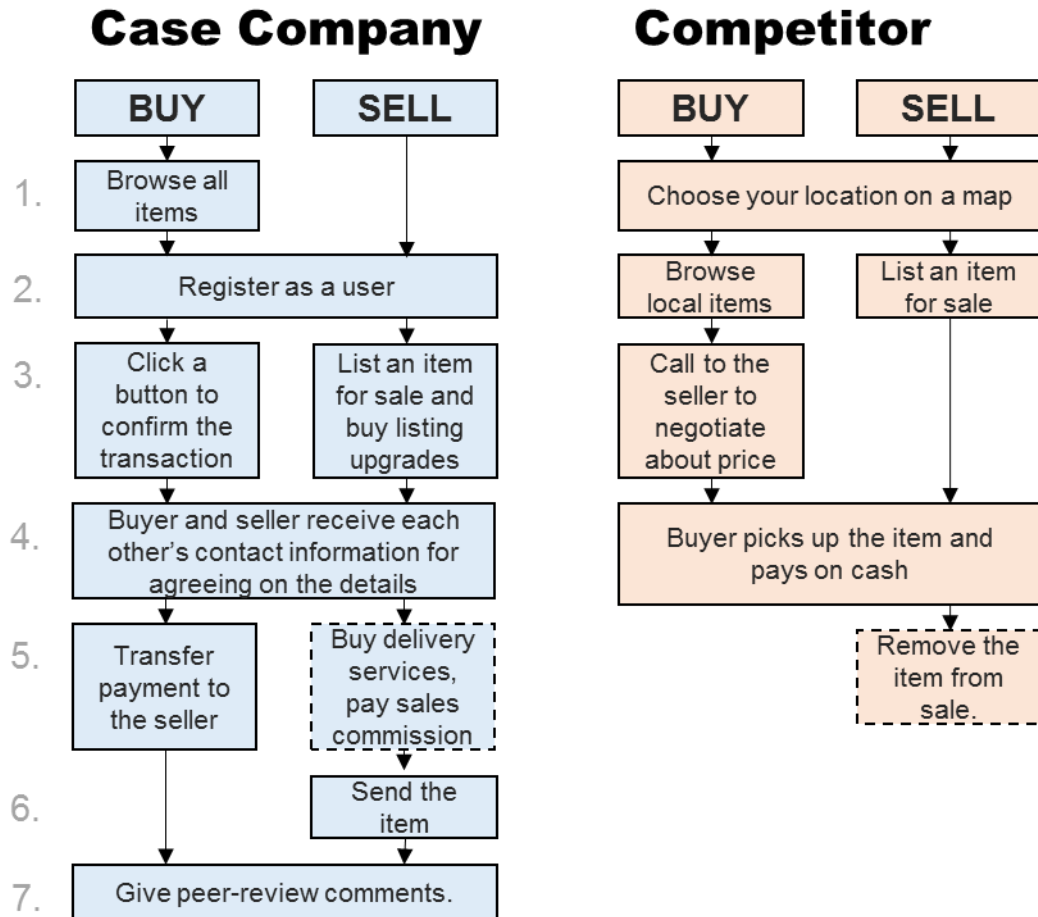 Case Company
Competitor
BUY
SELL
BUY
SELL
1.
Browse all
items
Choose your location on a map
2.
Register as a user
Browse
local items
List an item
for sale
3.
Click a
button to
confirm the
transaction
List an item
for sale and
buy listing
upgrades
Call to the
seller to
negotiate
about price
4.
Buyer and seller receive each
other’s contact information for
agreeing on the details
Buyer picks up the item and
pays on cash
5.
Transfer
payment to
the seller
Buy delivery
services,
pay sales
commission
Remove the
item from
sale.
6.
Send the
item
7.
Give peer-review comments.